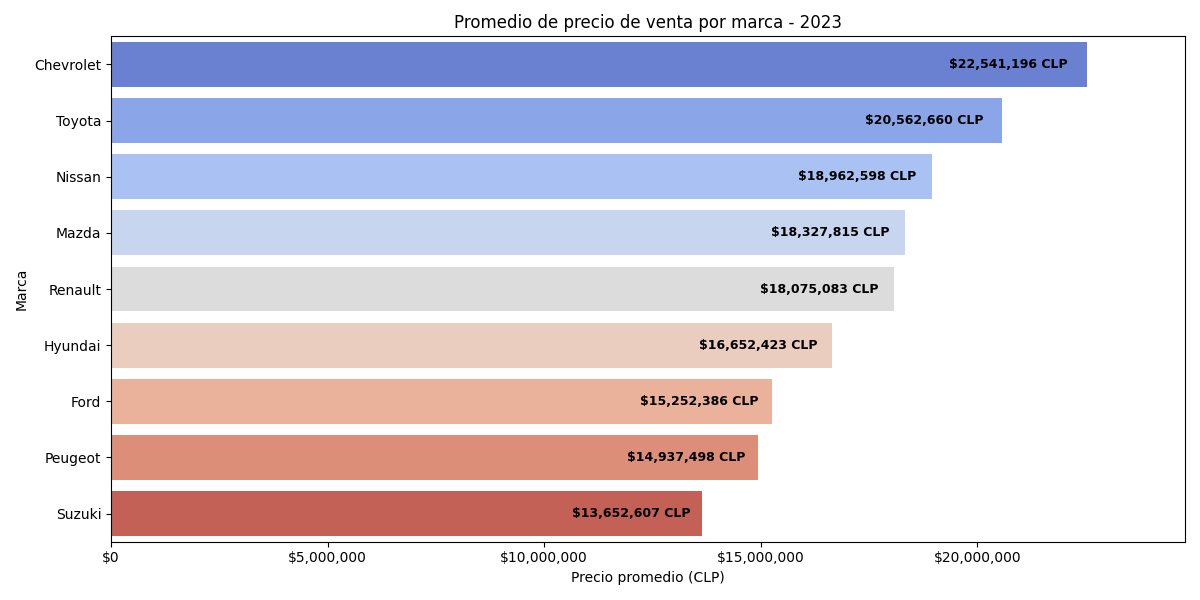 Promedio de precio de venta por marca - 2023
Marca
Chevrolet $22,541,196 CLP
Toyota $20,562,660 CLP
Nissan $18,962,598 CLP
Mazda $18,327,815 CLP
Renault $18,075,083 CLP
Hyundai $16,652,423 CLP
Ford $15,252,386 CLP
Peugeot $14,937,498 CLP
Suzuki $13,652,607 CLP
$0 $5,000,000 $10,000,000 $15,000,000 $20,000,000
Precio promedio (CLP)